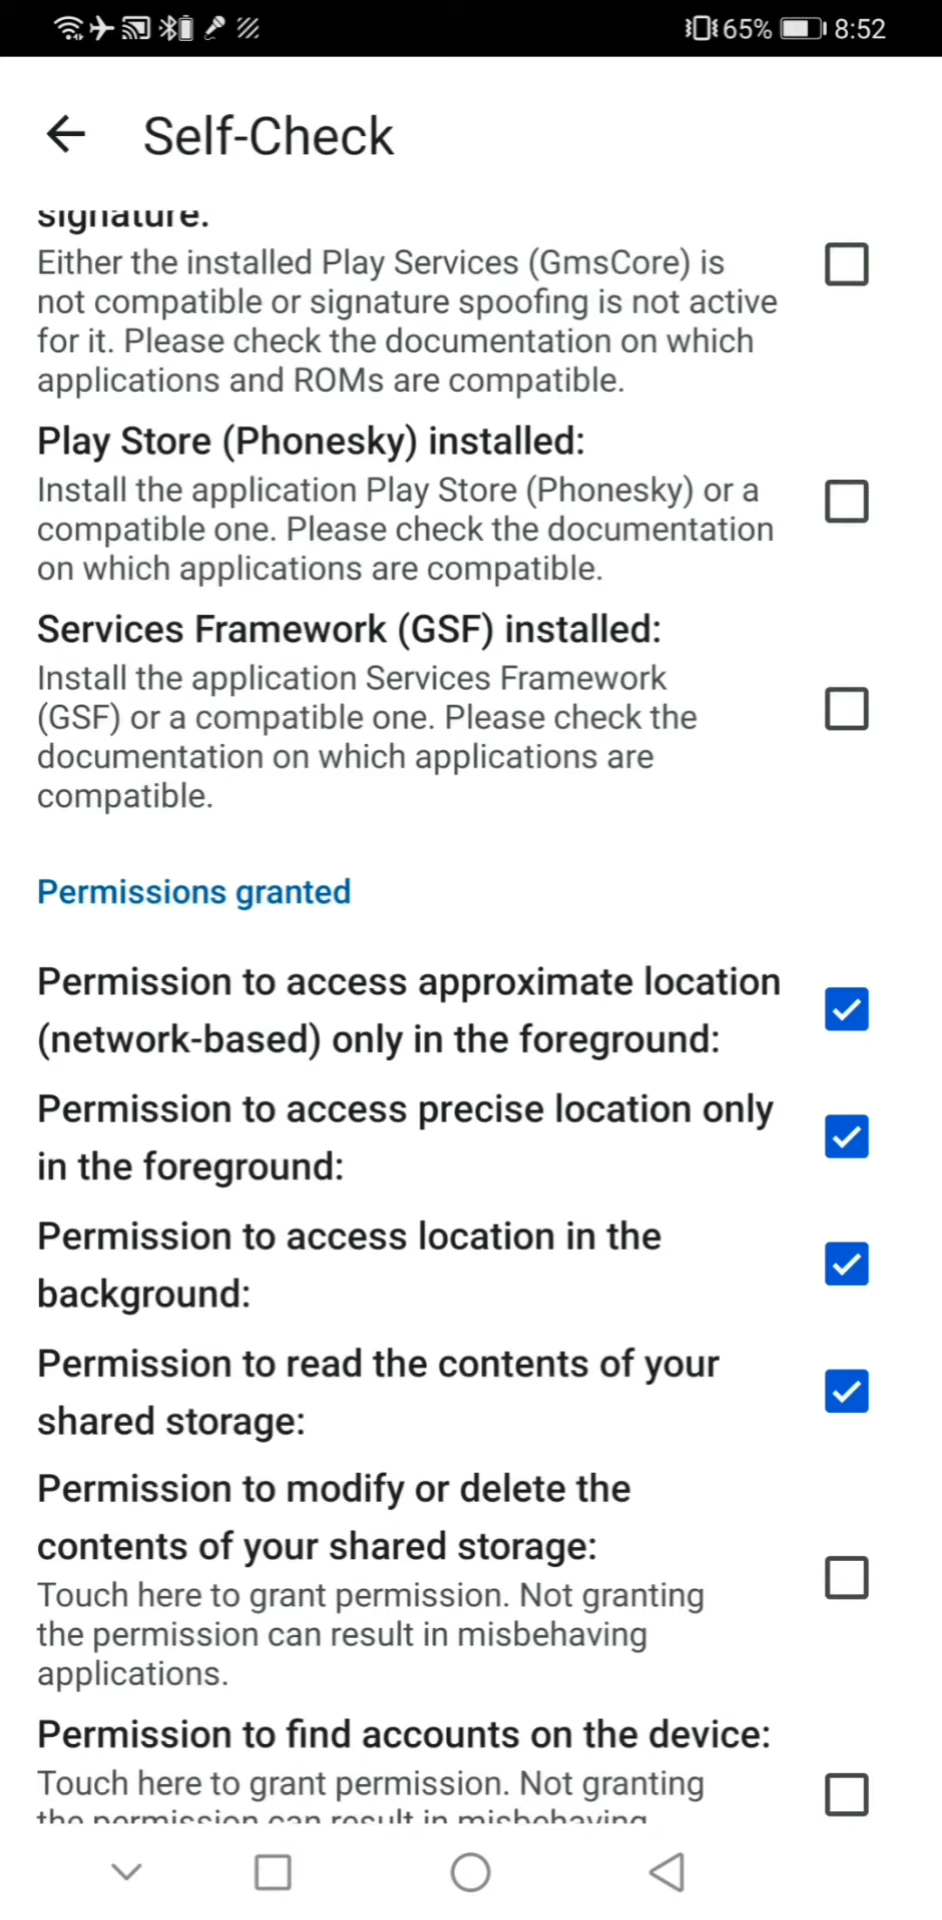 65% 8:52
Self-Check
signature:
Either the installed Play Services (GmsCore) is
not compatible or signature spoofing is not active
for it. Please check the documentation on which
applications and ROMs are compatible.
Play Store (Phonesky) installed:
Install the application Play Store (Phonesky) or a
compatible one. Please check the documentation
on which applications are compatible.
Services Framework (GSF) installed:
Install the application Services Framework
(GSF) or a compatible one. Please check the
documentation on which applications are
compatible.
Permissions granted
Permission to access approximate location
(network-based) only in the foreground:
Permission to access precise location only
in the foreground:
Permission to access location in the
background:
Permission to read the contents of your
shared storage:
Permission to modify or delete the
contents of your shared storage:
Touch here to grant permission. Not granting
the permission can result in misbehaving
applications.
Permission to find accounts on the device:
Touch here to grant permission. Not granting
the permission can result in misbehaving